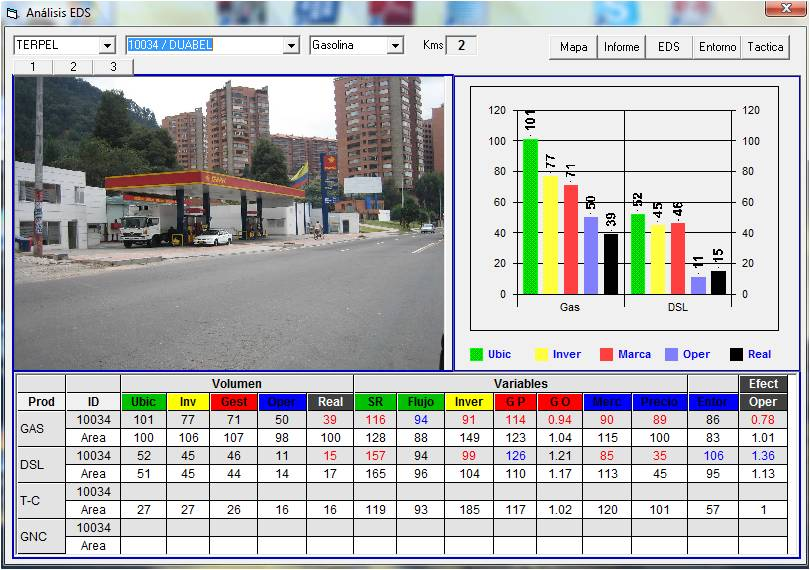 Análisis EDS
TERPEL 10034 / DUABEL Gasolina Kms 2 Mapa Informe EDS Entorno Tactica
1 2 3
120 120
100 100
80 80
60 60
40 40
20 20
0 0
101 77 71 50 39 52 45 46 11 15
Gas DSL
Ubic Inver Marca Oper Real
Volumen Variables Efect
Prod ID Ubic Inv Gest Oper Real SR Flujo Inver G P G O Merc Precio Entor Oper
GAS
10034 101 77 71 50 39 116 94 91 114 0.94 90 89 86 0.78
Area 100 106 107 98 100 128 88 149 123 1.04 115 100 83 1.01
DSL
10034 52 45 46 11 15 157 94 99 126 1.21 85 35 106 1.36
Area 51 45 44 14 17 165 96 104 110 1.17 113 45 95 1.13
T-C
10034
Area 27 27 26 16 16 119 93 185 117 1.02 120 101 57 1
GNC
10034
Area